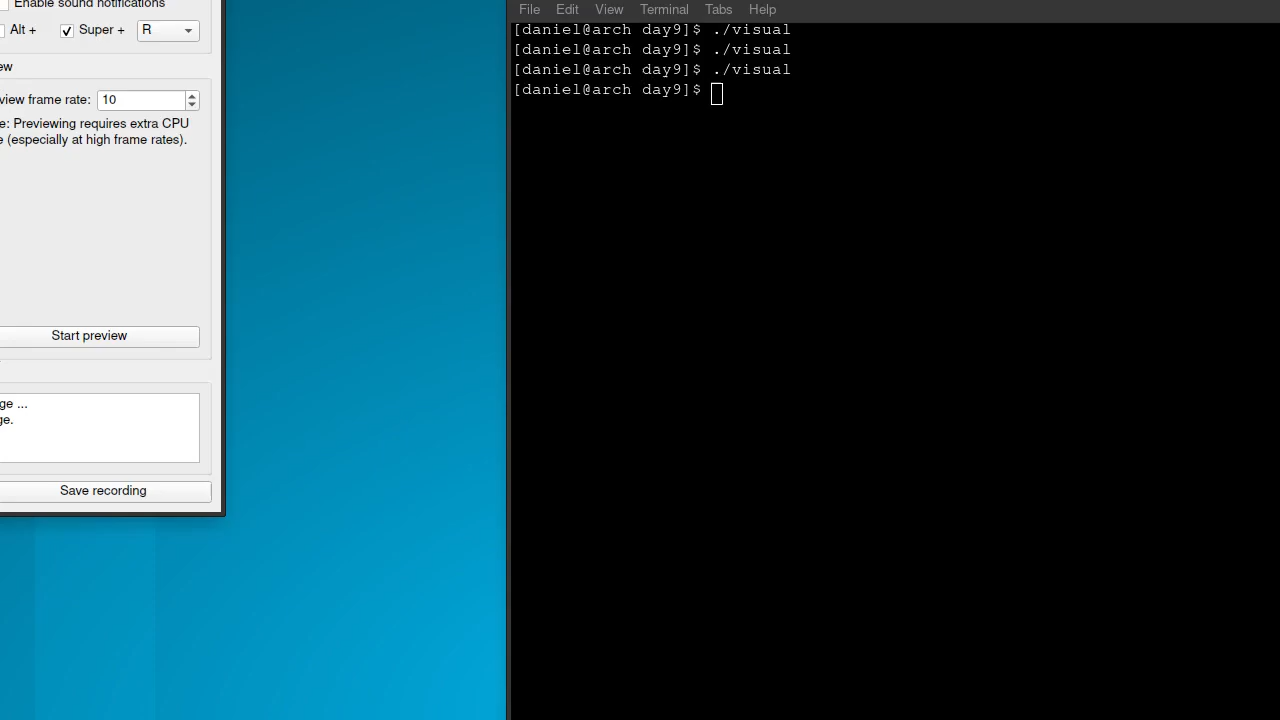 Enable sound notifications
Alt +
Super +
R
view frame rate:
10
e: Previewing requires extra CPU
e (especially at high frame rates).
Start preview
ge ...
ge.
Save recording
File Edit View Terminal Tabs Help
[daniel@arch day9]$ ./visual
[daniel@arch day9]$ ./visual
[daniel@arch day9]$ ./visual
[daniel@arch day9]$